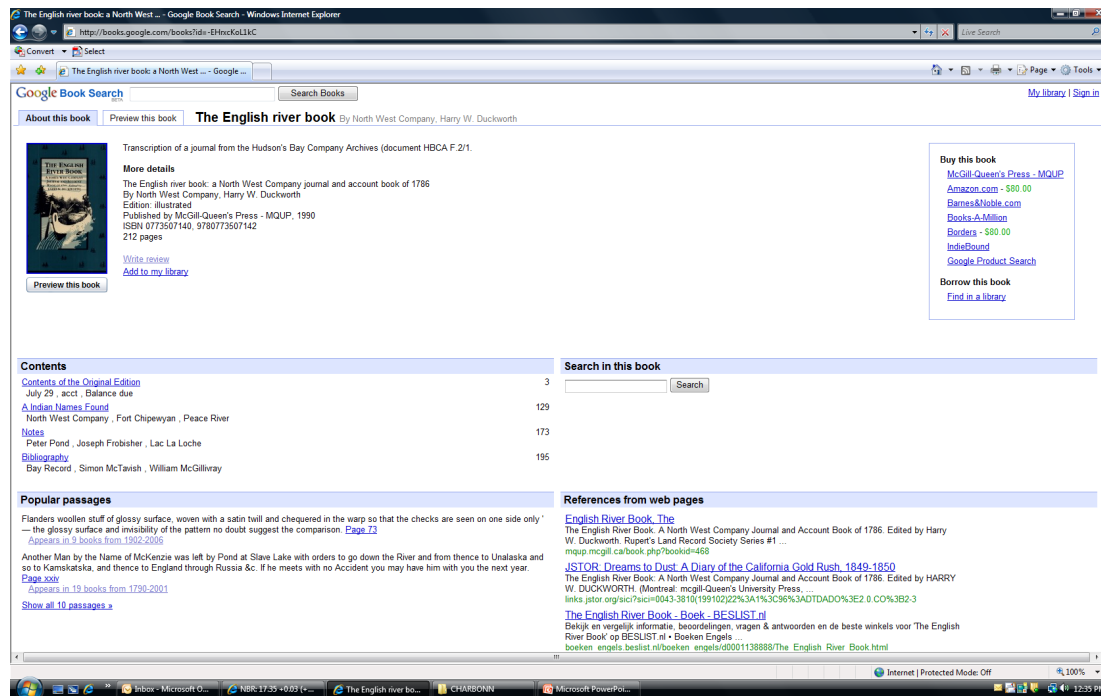 The English river book: a North West ... - Google Book Search - Windows Internet Explorer
http://books.google.com/books?id=-EHxcKoL1kC
Live Search
Convert Select
The English river book: a North West ... - Google ...
Page Tools
Google Book Search BETA Search Books
My library | Sign in
About this book Preview this book The English river book By North West Company, Harry W. Duckworth
THE ENGLISH
RIVER BOOK
Preview this book
Transcription of a journal from the Hudson's Bay Company Archives (document HBCA F.2/1.
More details
The English river book: a North West Company journal and account book of 1786
By North West Company, Harry W. Duckworth
Edition: illustrated
Published by McGill-Queen's Press - MQUP, 1990
ISBN 0773507140, 9780773507142
212 pages
Write review
Add to my library
Buy this book
McGill-Queen's Press - MQUP
Amazon.com - $80.00
Barnes&Noble.com
Books-A-Million
Borders - $80.00
IndieBound
Google Product Search
Borrow this book
Find in a library
Contents
Contents of the Original Edition 3
July 29 , acct , Balance due
A Indian Names Found 129
North West Company , Fort Chipewyan , Peace River
Notes 173
Peter Pond , Joseph Frobisher , Lac La Loche
Bibliography 195
Bay Record , Simon McTavish , William McGillivray
Search in this book
Search
Popular passages
Flanders woollen stuff of glossy surface, woven with a satin twill and chequered in the warp so that the checks are seen on one side only '
— the glossy surface and invisibility of the pattern no doubt suggest the comparison. Page 73
Appears in 9 books from 1902-2006
Another Man by the Name of McKenzie was left by Pond at Slave Lake with orders to go down the River and from thence to Unalaska and
so to Kamskatska, and thence to England through Russia &c. If he meets with no Accident you may have him with you the next year.
Page xxiv
Appears in 19 books from 1790-2001
Show all 10 passages »
References from web pages
English River Book, The
The English River Book. A North West Company Journal and Account Book of 1786. Edited by Harry
W. Duckworth. Rupert's Land Record Society Series #1 ...
mqup.mcgill.ca/book.php?bookid=468
JSTOR: Dreams to Dust: A Diary of the California Gold Rush, 1849-1850
The English River Book: A North West Company Journal and Account Book of 1786. Edited by HARRY
W. DUCKWORTH. (Montreal: mcgill-Queen's University Press, ...
links.jstor.org/sici?sici=0043-3810(199102)22%3A1%3C96%3ADTDADO%3E2.0.CO%3B2-3
The English River Book - Boek - BESLIST.nl
Bekijk en vergelijk informatie, beoordelingen, vragen & antwoorden en de beste winkels voor 'The English
River Book' op BESLIST.nl • Boeken Engels ...
boeken_engels.beslist.nl/boeken_engels/d0001138888/The_English_River_Book.html
Internet | Protected Mode: Off 100%
Inbox - Microsoft O... NBR: 17.35 +0.03 (+... The English river bo... CHARBONN Microsoft PowerPoi... 12:35 PM